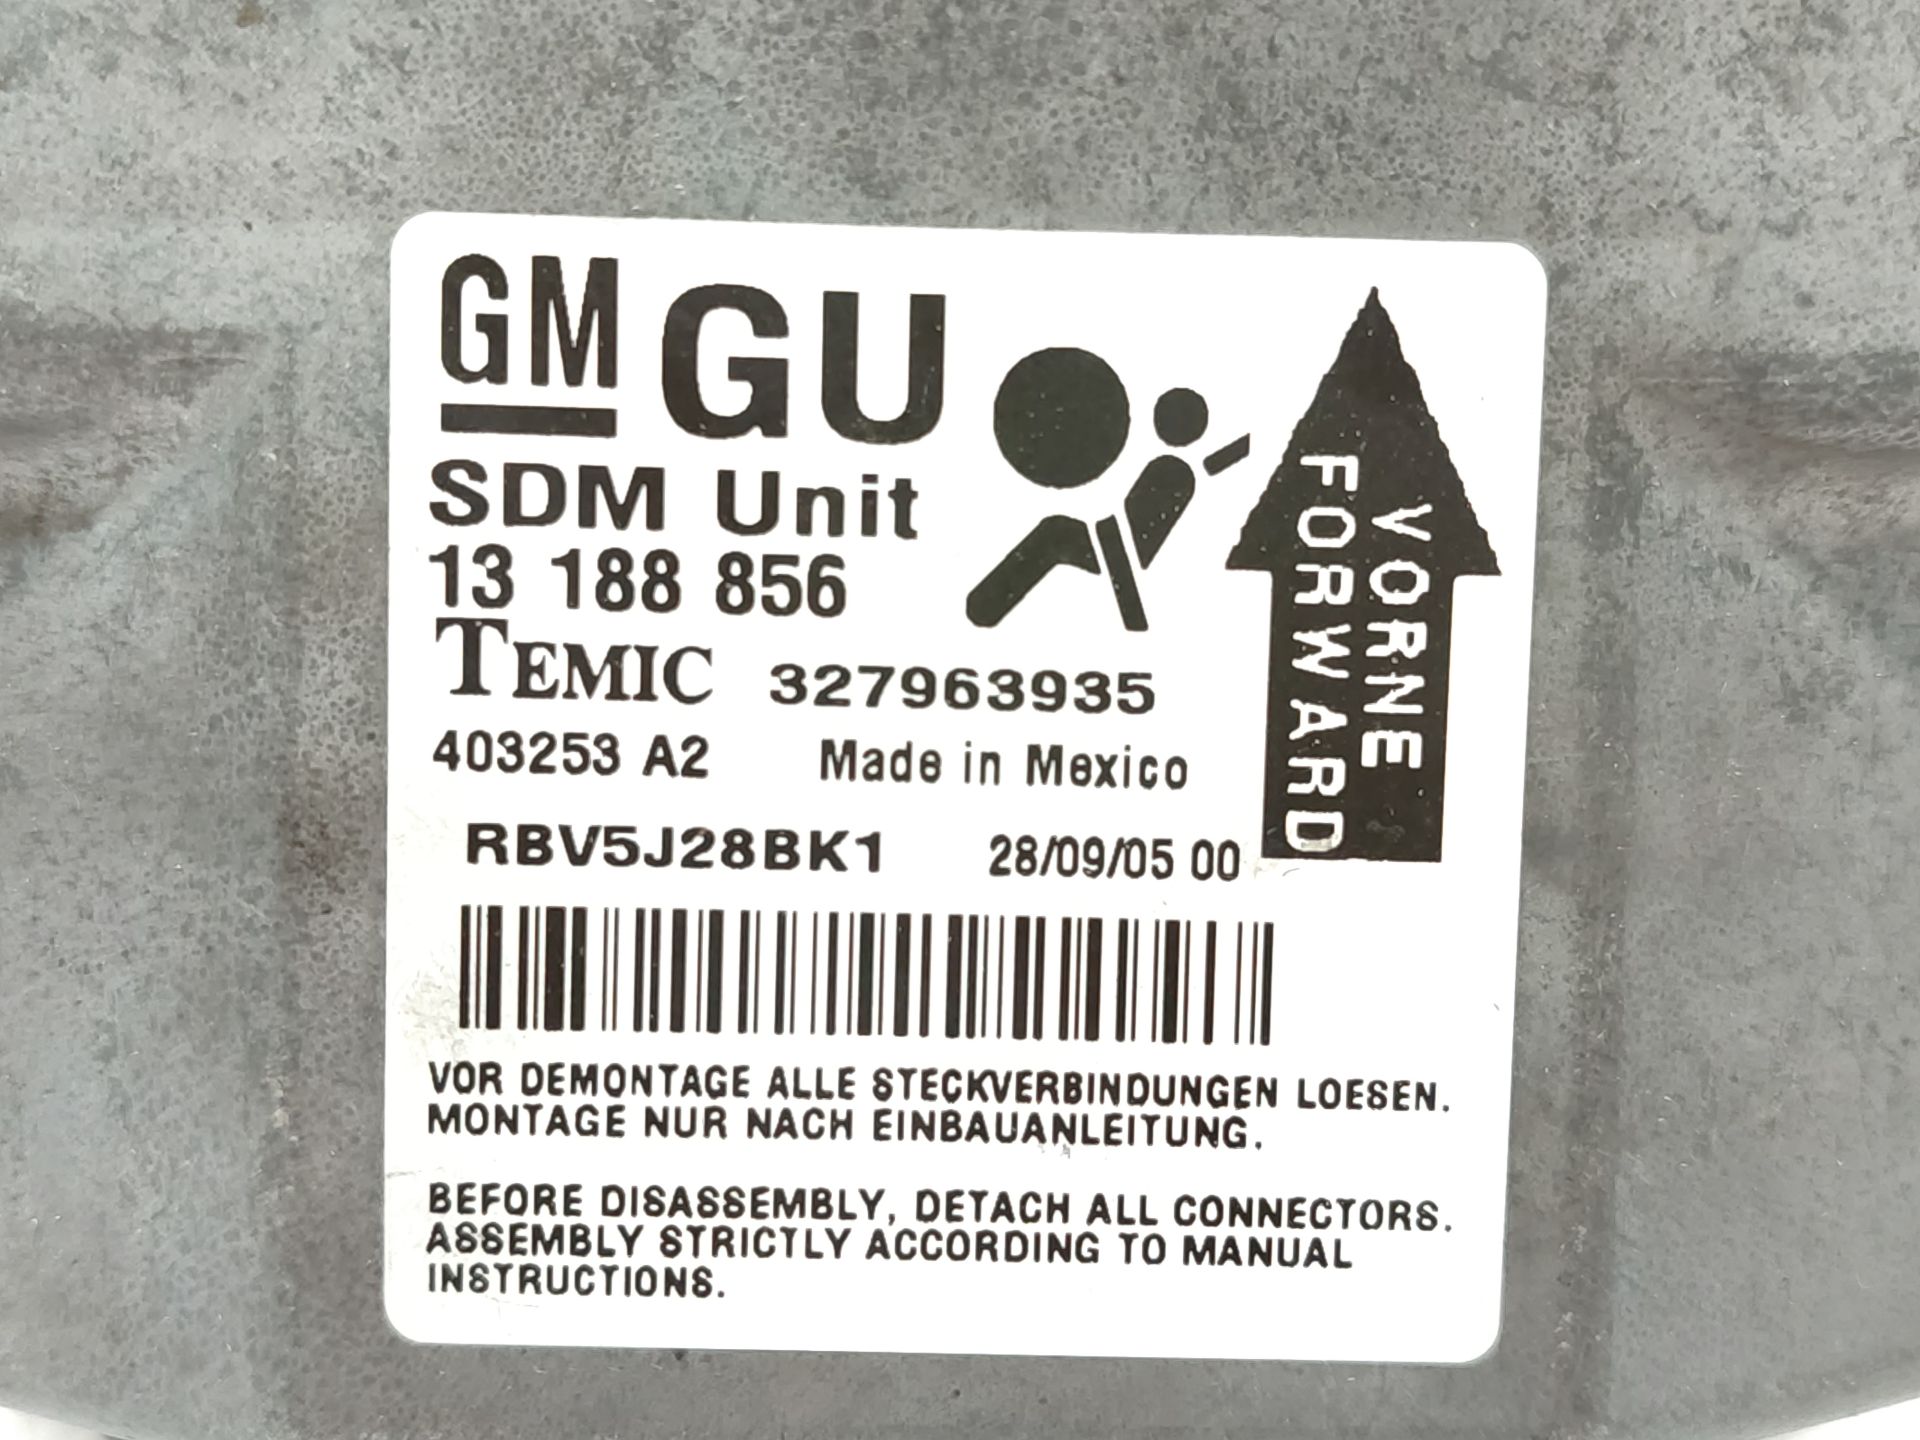 GM GU
SDM Unit
13 188 856
TEMIC 327963935
403253 A2 Made in Mexico
RBV5J28BK1 28/09/05 00
VORNE
FORWARD
VOR DEMONTAGE ALLE STECKVERBINDUNGEN LOESEN.
MONTAGE NUR NACH EINBAUANLEITUNG.
BEFORE DISASSEMBLY, DETACH ALL CONNECTORS.
ASSEMBLY STRICTLY ACCORDING TO MANUAL
INSTRUCTIONS.